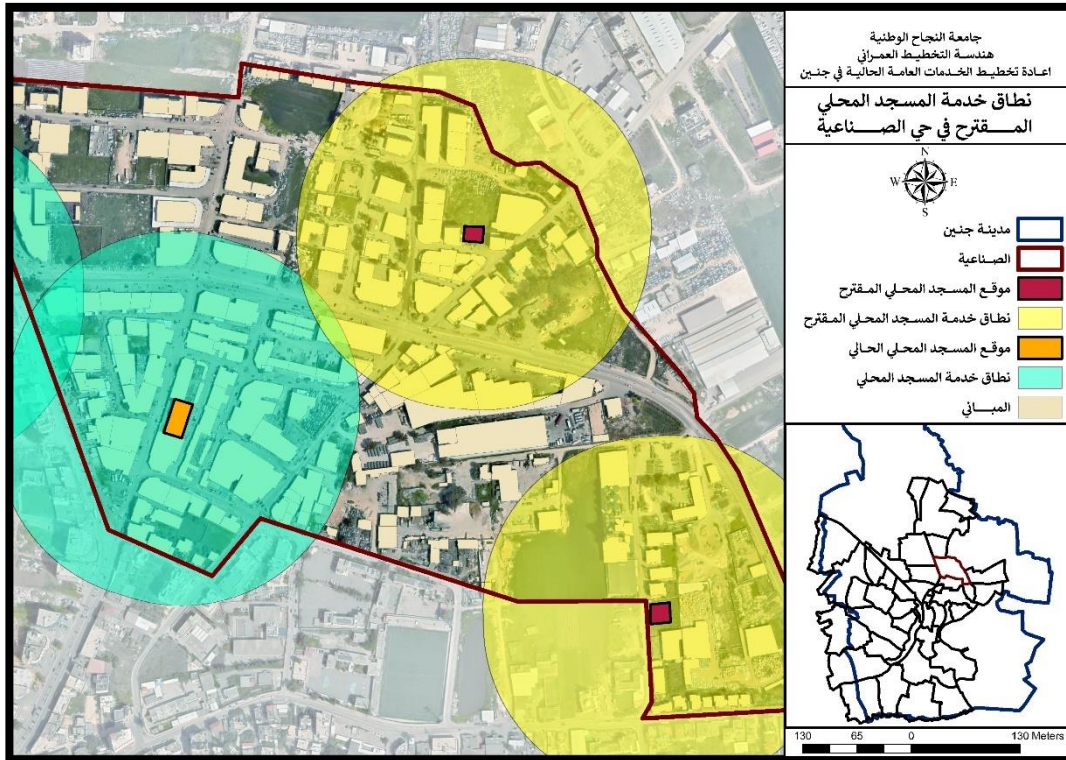 جامعة النجاح الوطنية
هندسة التخطيط العمراني
اعادة تخطيط الخدمات العامة الحالية في جنين
نطاق خدمة المسجد المحلي
المقترح في حي الصناعية
N
W E
S
مدينة جنين
الصناعية
موقع المسجد المحلي المقترح
نطاق خدمة المسجد المحلي المقترح
موقع المسجد المحلي الحالي
نطاق خدمة المسجد المحلي
المباني
130 65 0 130 Meters